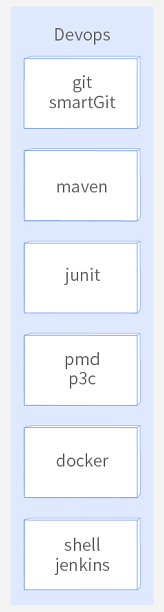 Devops
git
smartGit
maven
junit
pmd
p3c
docker
shell
jenkins